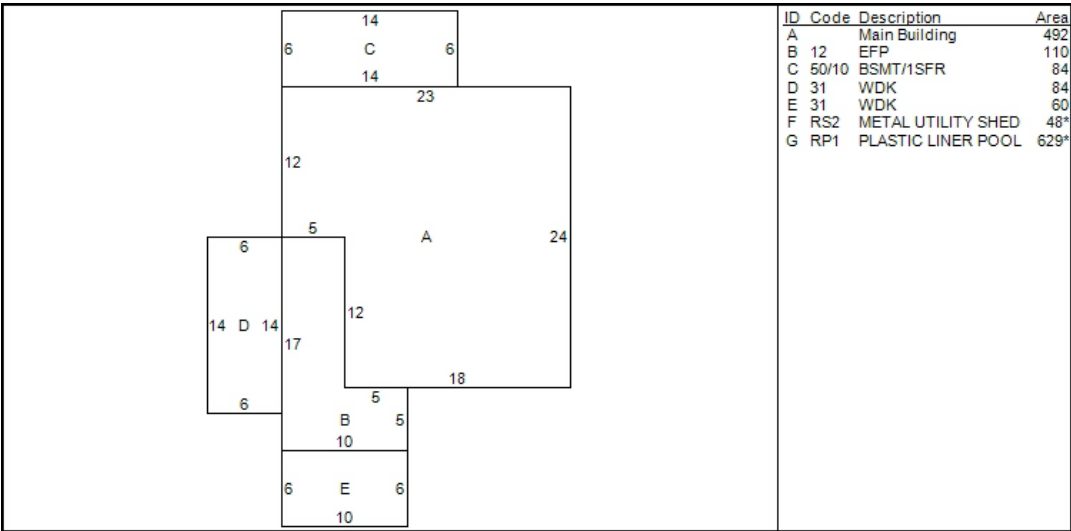 14
6 C 6
14
23
12
5
A
24
6
14 D 14
12
17
18
5
6
B 5
10
6 E 6
10
ID Code Description Area
A Main Building 492
B 12 EFP 110
C 50/10 BSMT/1SFR 84
D 31 WDK 84
E 31 WDK 60
F RS2 METAL UTILITY SHED 48*
G RP1 PLASTIC LINER POOL 629*